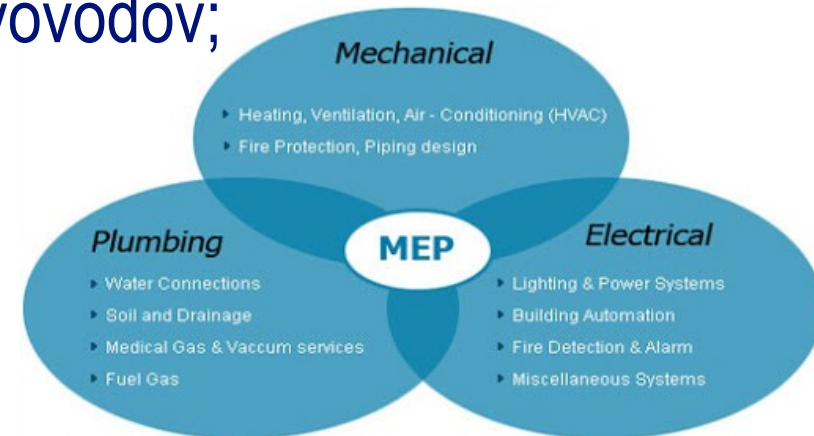 vovodov;
Mechanical
Heating, Ventilation, Air - Conditioning (HVAC)
Fire Protection, Piping design
Plumbing
Water Connections
Soil and Drainage
Medical Gas & Vaccum services
Fuel Gas
MEP
Electrical
Lighting & Power Systems
Building Automation
Fire Detection & Alarm
Miscellaneous Systems